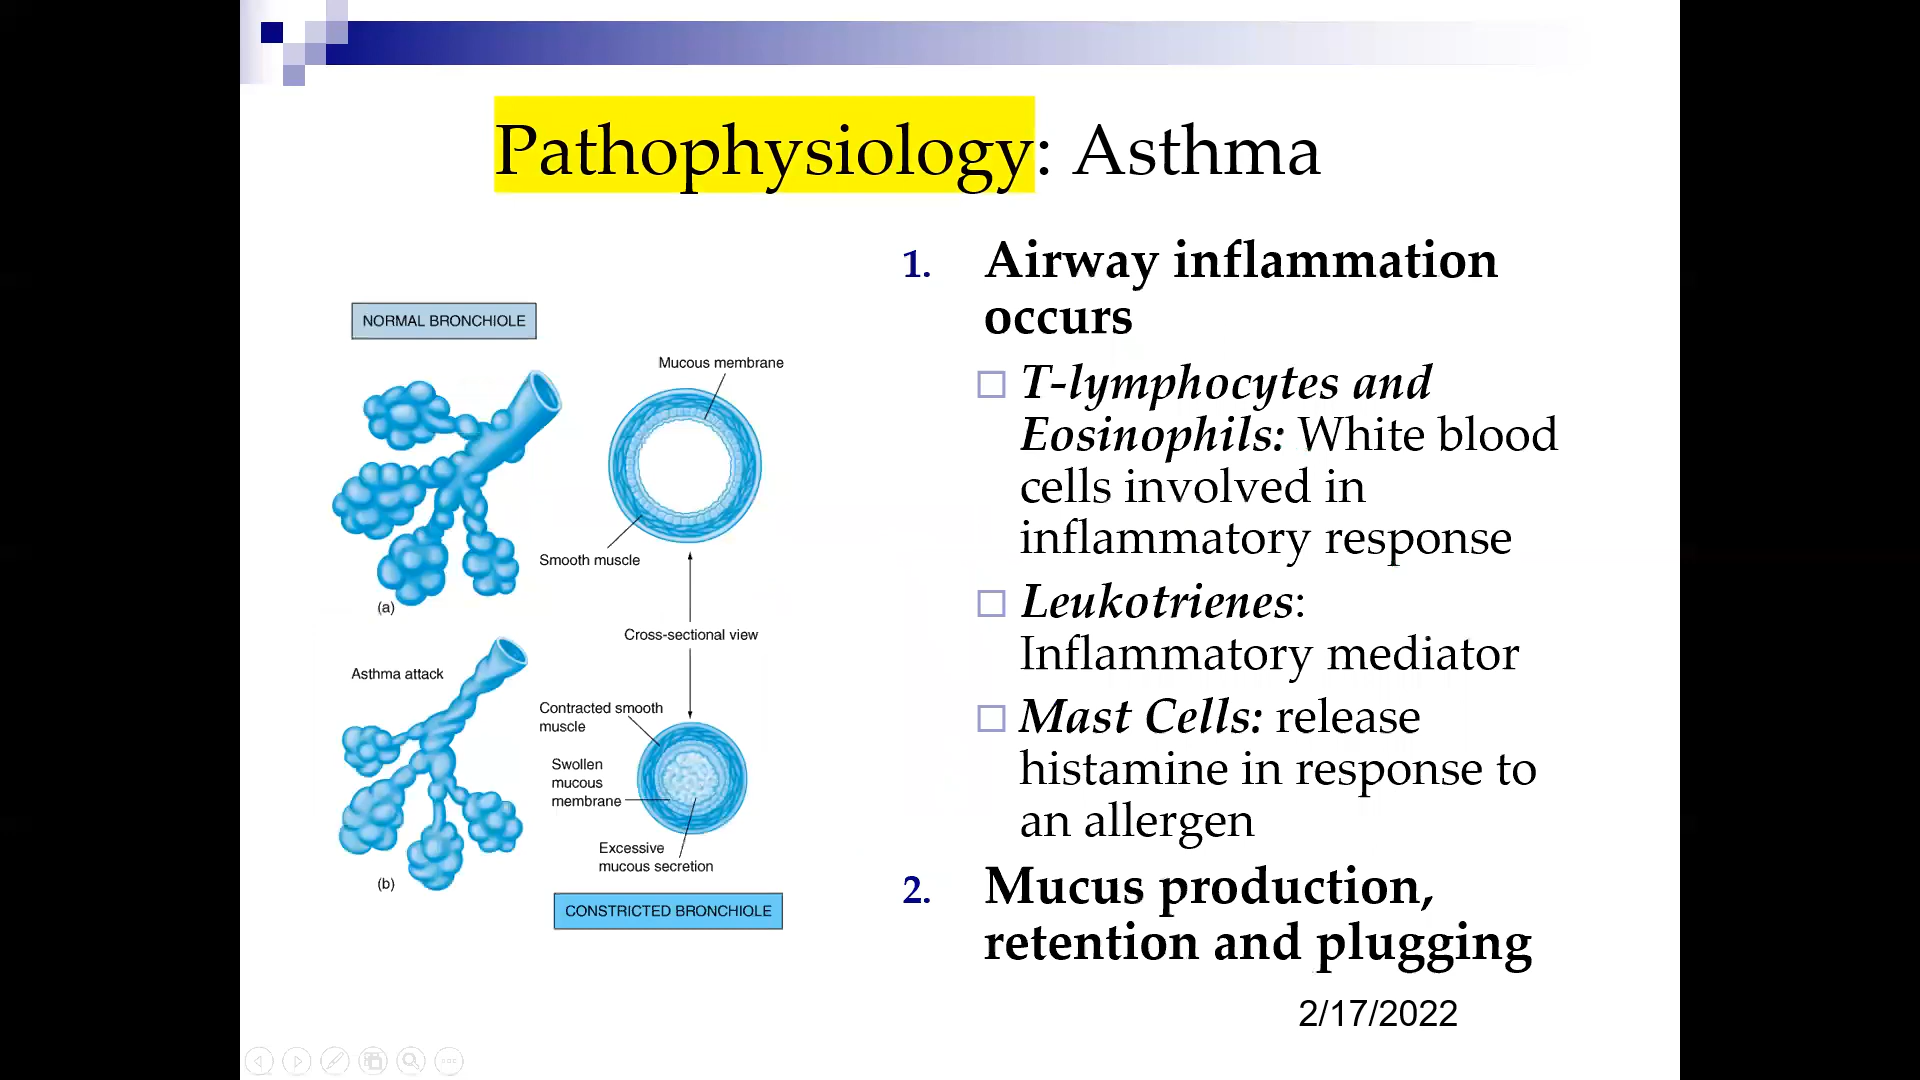 Pathophysiology: Asthma
NORMAL BRONCHIOLE
Mucous membrane
Smooth muscle
(a)
Cross-sectional view
Asthma attack
Contracted smooth
muscle
Swollen
mucous
membrane
Excessive
mucous secretion
(b)
CONSTRICTED BRONCHIOLE
1. Airway inflammation
occurs
T-lymphocytes and
Eosinophils: White blood
cells involved in
inflammatory response
Leukotrienes:
Inflammatory mediator
Mast Cells: release
histamine in response to
an allergen
2. Mucus production,
retention and plugging
2/17/2022